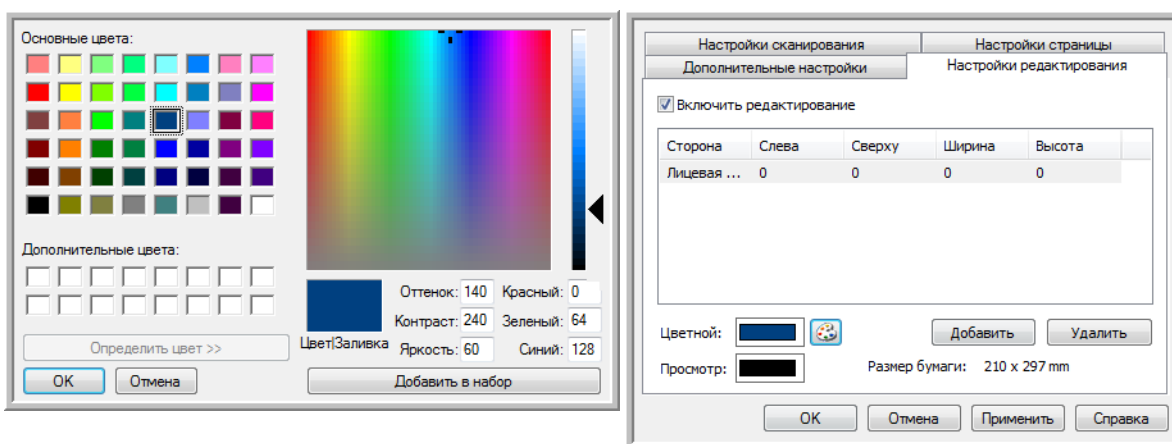 Основные цвета:
Дополнительные цвета:
Определить цвет >>
OK
Отмена
Оттенок: 140
Красный: 0
Контраст: 240
Зеленый: 64
Цвет|Заливка
Яркость: 60
Синий: 128
Добавить в набор
Настройки сканирования
Настройки страницы
Дополнительные настройки
Настройки редактирования
Включить редактирование
Сторона Слева Сверху Ширина Высота
Лицевая ... 0 0 0 0
Цветной:
Добавить
Удалить
Просмотр:
Размер бумаги: 210 x 297 mm
OK
Отмена
Применить
Справка